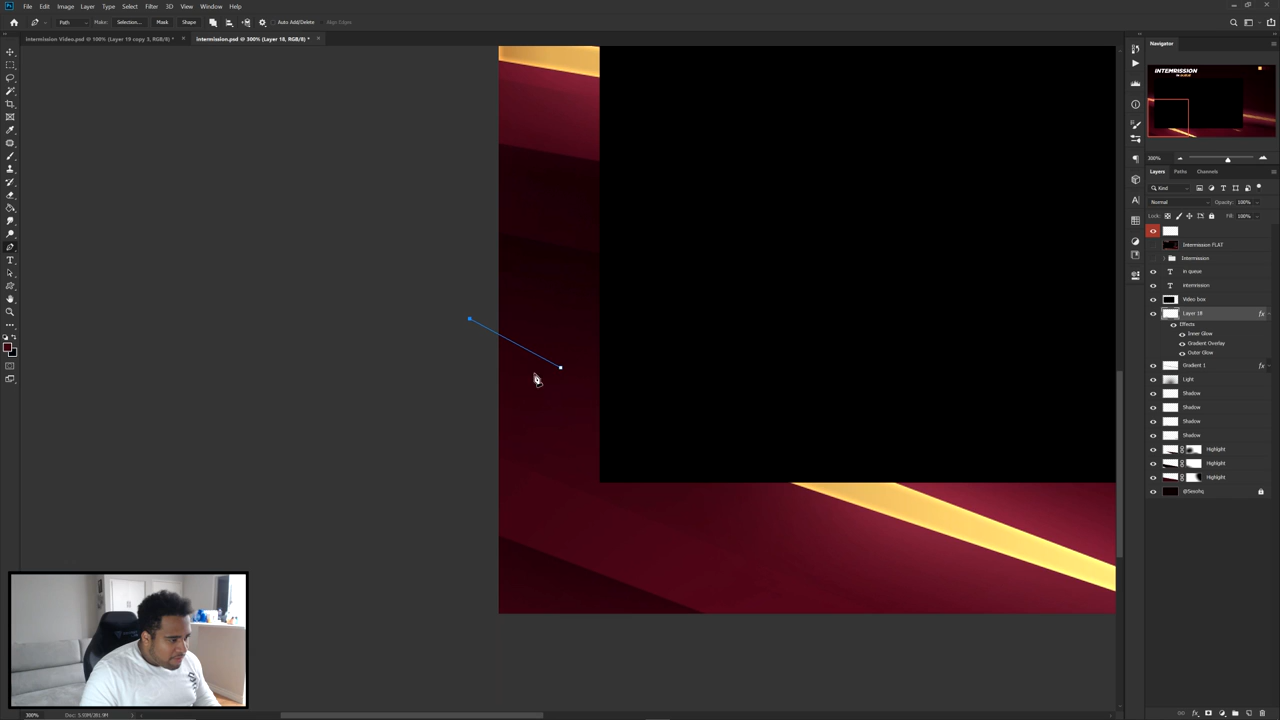 File Edit Image Layer Type Select Filter 3D View Window Help
Path Make: Selection... Mask Shape Auto Add/Delete Align Edges
Intermission Video.psd @ 100% (Layer 19 copy 3, RGB/8) * × intermission.psd @ 300% (Layer 18, RGB/8) * ×
Navigator
INTEMRISSION
300%
Layers Paths Channels
Kind
Normal Opacity: 100%
Lock: Fill: 100%
Intermission FLAT
Intermission
in queue
intermission
Video box
Layer 18 fx
Effects
Inner Glow
Gradient Overlay
Outer Glow
Gradient 1 fx
Light
Shadow
Shadow
Shadow
Shadow
Highlight
Highlight
Highlight
300%